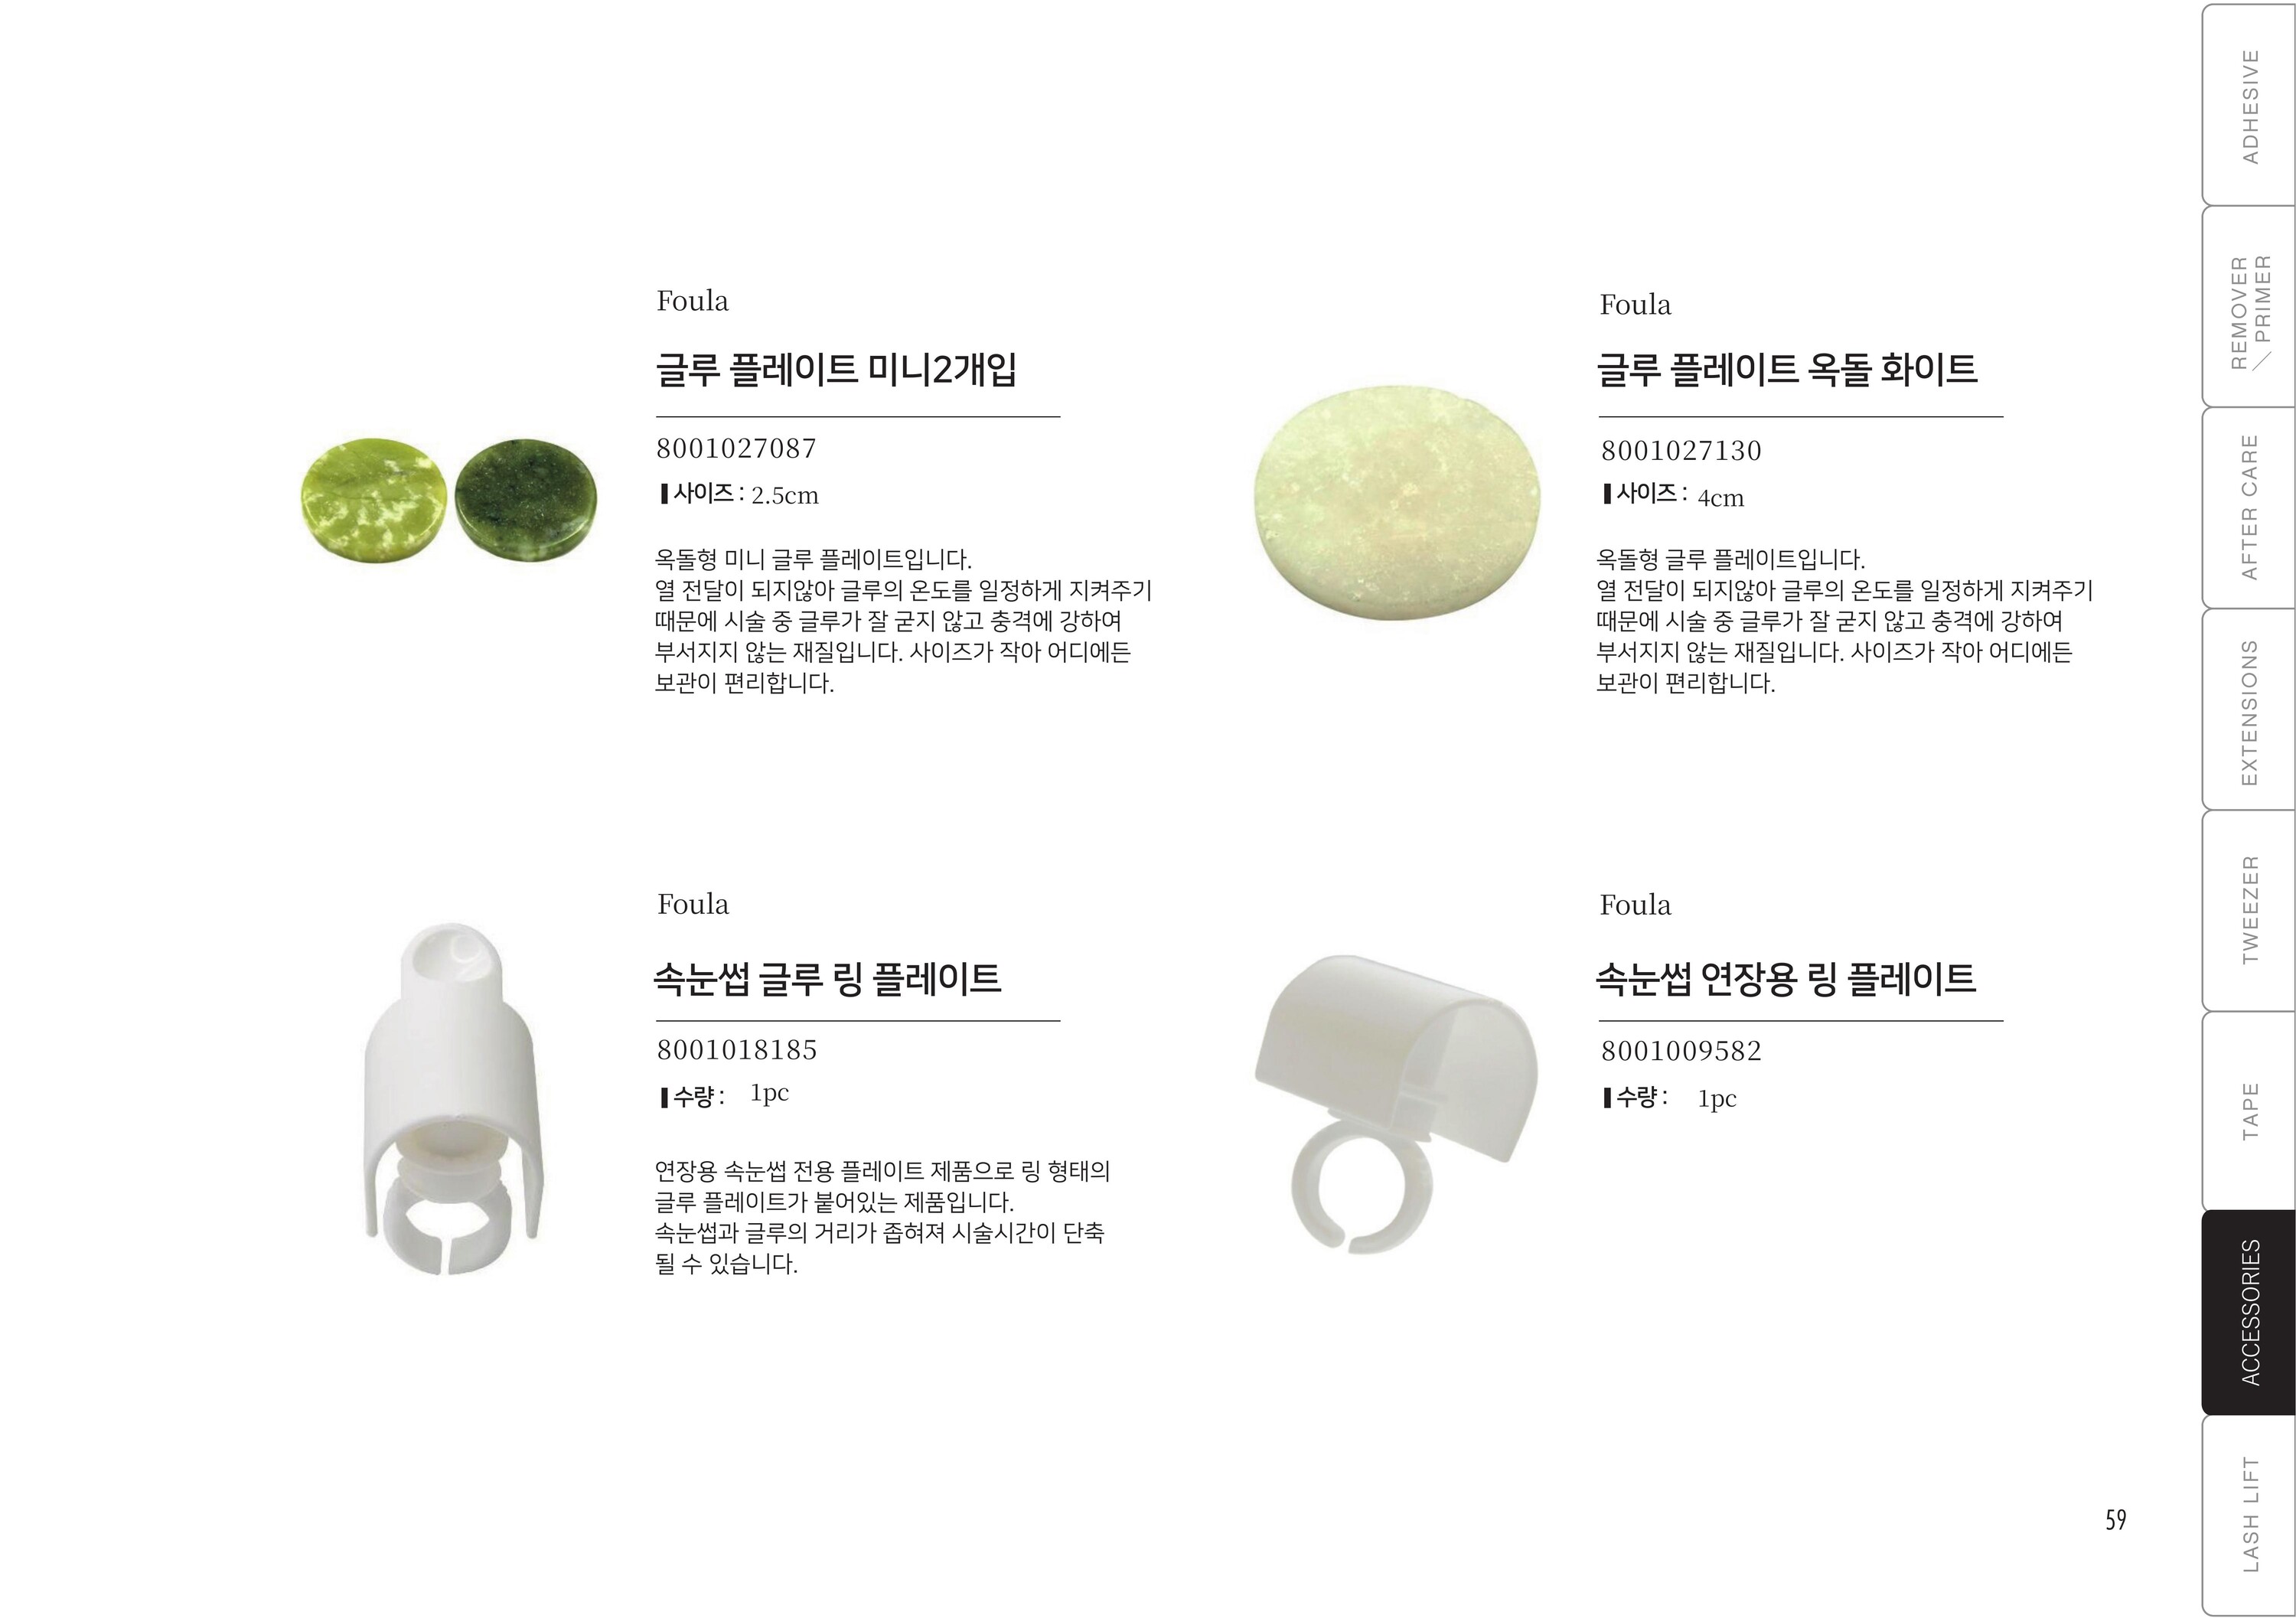 Foula
글루 플레이트 미니2개입
8001027087
사이즈 : 2.5cm
옥돌형 미니 글루 플레이트입니다.
열 전달이 되지않아 글루의 온도를 일정하게 지켜주기
때문에 시술 중 글루가 잘 굳지 않고 충격에 강하여
부서지지 않는 재질입니다. 사이즈가 작아 어디에든
보관이 편리합니다.
Foula
글루 플레이트 옥돌 화이트
8001027130
사이즈 : 4cm
옥돌형 글루 플레이트입니다.
열 전달이 되지않아 글루의 온도를 일정하게 지켜주기
때문에 시술 중 글루가 잘 굳지 않고 충격에 강하여
부서지지 않는 재질입니다. 사이즈가 작아 어디에든
보관이 편리합니다.
Foula
속눈썹 글루 링 플레이트
8001018185
수량 : 1pc
연장용 속눈썹 전용 플레이트 제품으로 링 형태의
글루 플레이트가 붙어있는 제품입니다.
속눈썹과 글루의 거리가 좁혀져 시술시간이 단축
될 수 있습니다.
Foula
속눈썹 연장용 링 플레이트
8001009582
수량 : 1pc
ADHESIVE
REMOVER
/ PRIMER
AFTER CARE
EXTENSIONS
TWEEZER
TAPE
ACCESSORIES
LASH LIFT
59